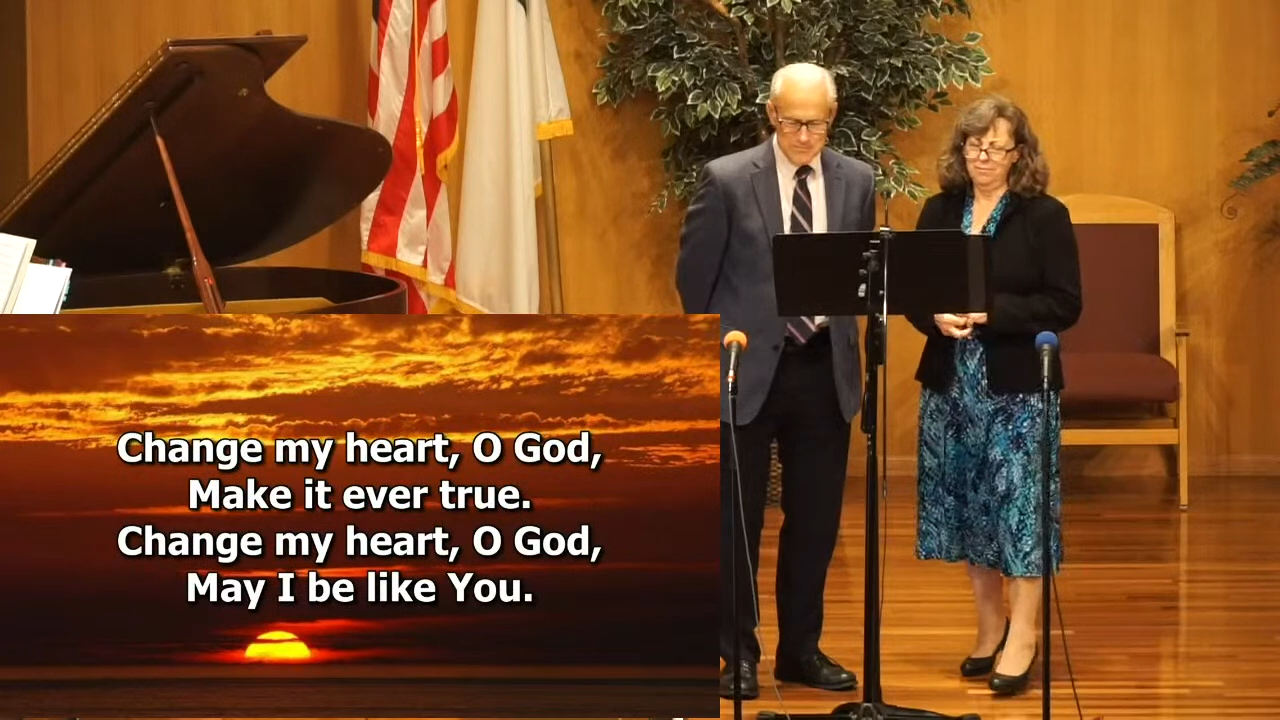 Change my heart, O God,
Make it ever true.
Change my heart, O God,
May I be like You.